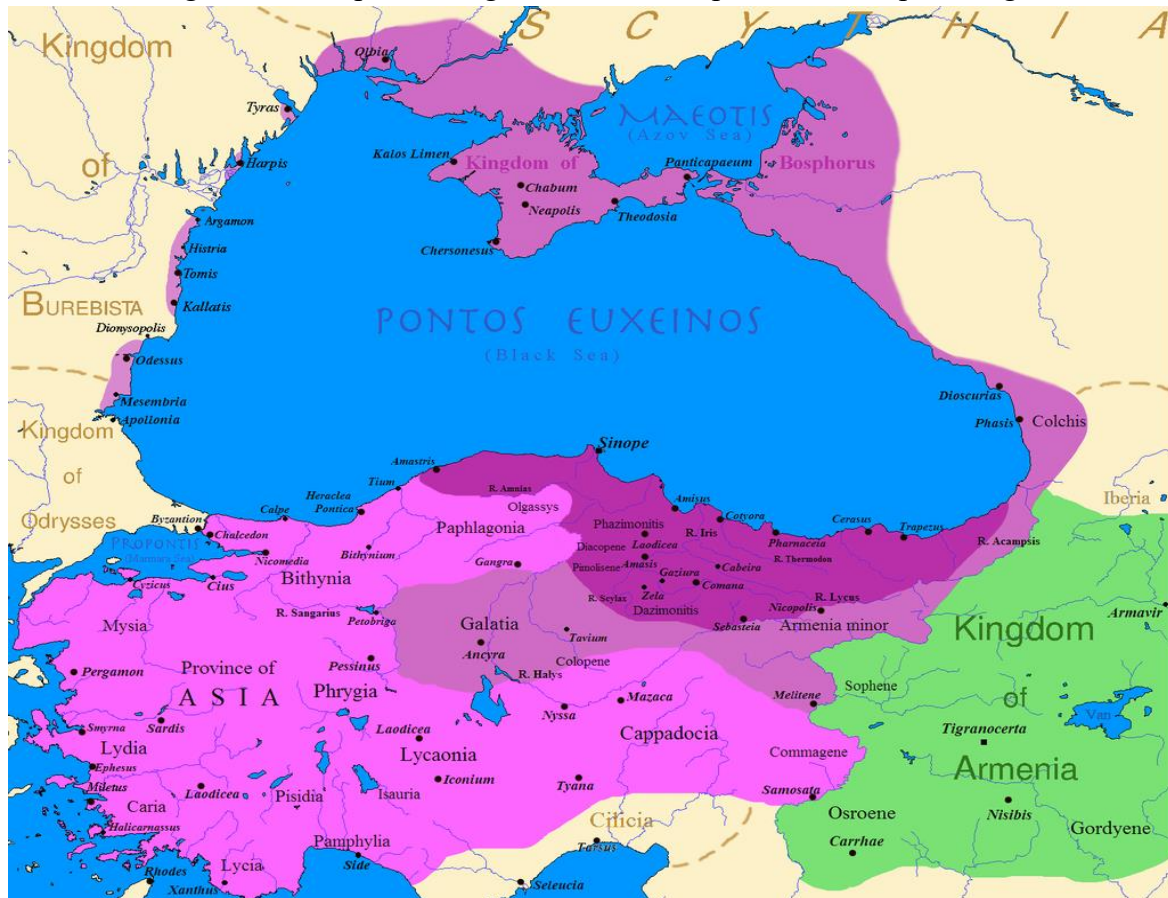 S C Y T H I A
Kingdom
of
BUREBISTA
Olbia
Tyras
Harpis
Argamon
Histria
Tomis
Kallatis
Dionysopolis
Odessus
Mesembria
Apollonia
MAEOTIS
(Azov Sea)
Kalos Limen
Kingdom of
Bosphorus
Panticapaeum
Chabum
Neapolis
Theodosia
Chersonesus
PONTOS EUXEINOS
(Black Sea)
Dioscurias
Phasis
Colchis
Kingdom
of
Odrysses
Iberia
Sinope
Amastris
Tium
Heraclea
Pontica
Calpe
Byzantion
Chalcedon
PROPONTIS
(Marmara Sea)
Nicomedia
Cyzicus
Cius
Bithynium
Bithynia
R. Sangarius
Petobriga
R. Amnias
Olgassys
Paphlagonia
Gangra
Phazimonitis
Diacopene
Laodicea
Pimolisene
Amasis
Gaziura
R. Scylax
Zela
Dazimonitis
Amisus
R. Iris
Cotyora
Cabeira
Comana
Pharnaceia
R. Thermodon
Cerasus
Trapezus
R. Acampsis
R. Lycus
Nicopolis
Sebasteia
Armenia minor
Galatia
Ancyra
Tavium
Colopene
R. Halys
Mysia
Pergamon
Province of
A S I A
Pessinus
Phrygia
Smyrna
Sardis
Lydia
Ephesus
Miletus
Caria
Laodicea
Halicarnassus
Rhodes
Lycia
Xanthus
Pisidia
Pamphylia
Side
Isauria
Laodicea
Lycaonia
Iconium
Nyssa
Mazaca
Cappadocia
Tyana
Melitene
Commagene
Samosata
Cilicia
Tarsus
Seleucia
Kingdom
of
Armenia
Armavir
Sophene
Van
Tigranocerta
Nisibis
Osroene
Carrhae
Gordyene